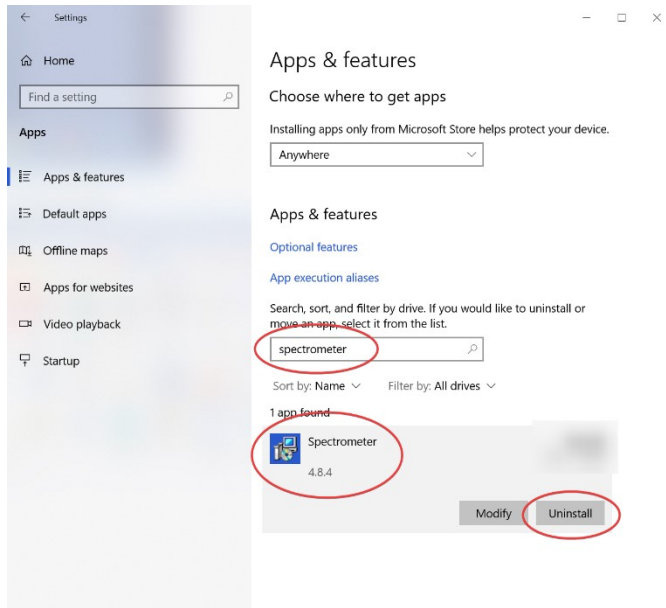 Settings
Home
Find a setting
Apps
Apps & features
Default apps
Offline maps
Apps for websites
Video playback
Startup
Apps & features
Choose where to get apps
Installing apps only from Microsoft Store helps protect your device.
Anywhere
Apps & features
Optional features
App execution aliases
Search, sort, and filter by drive. If you would like to uninstall or
move an app, select it from the list.
spectrometer
Sort by: Name Filter by: All drives
1 app found
Spectrometer
4.8.4
Modify Uninstall